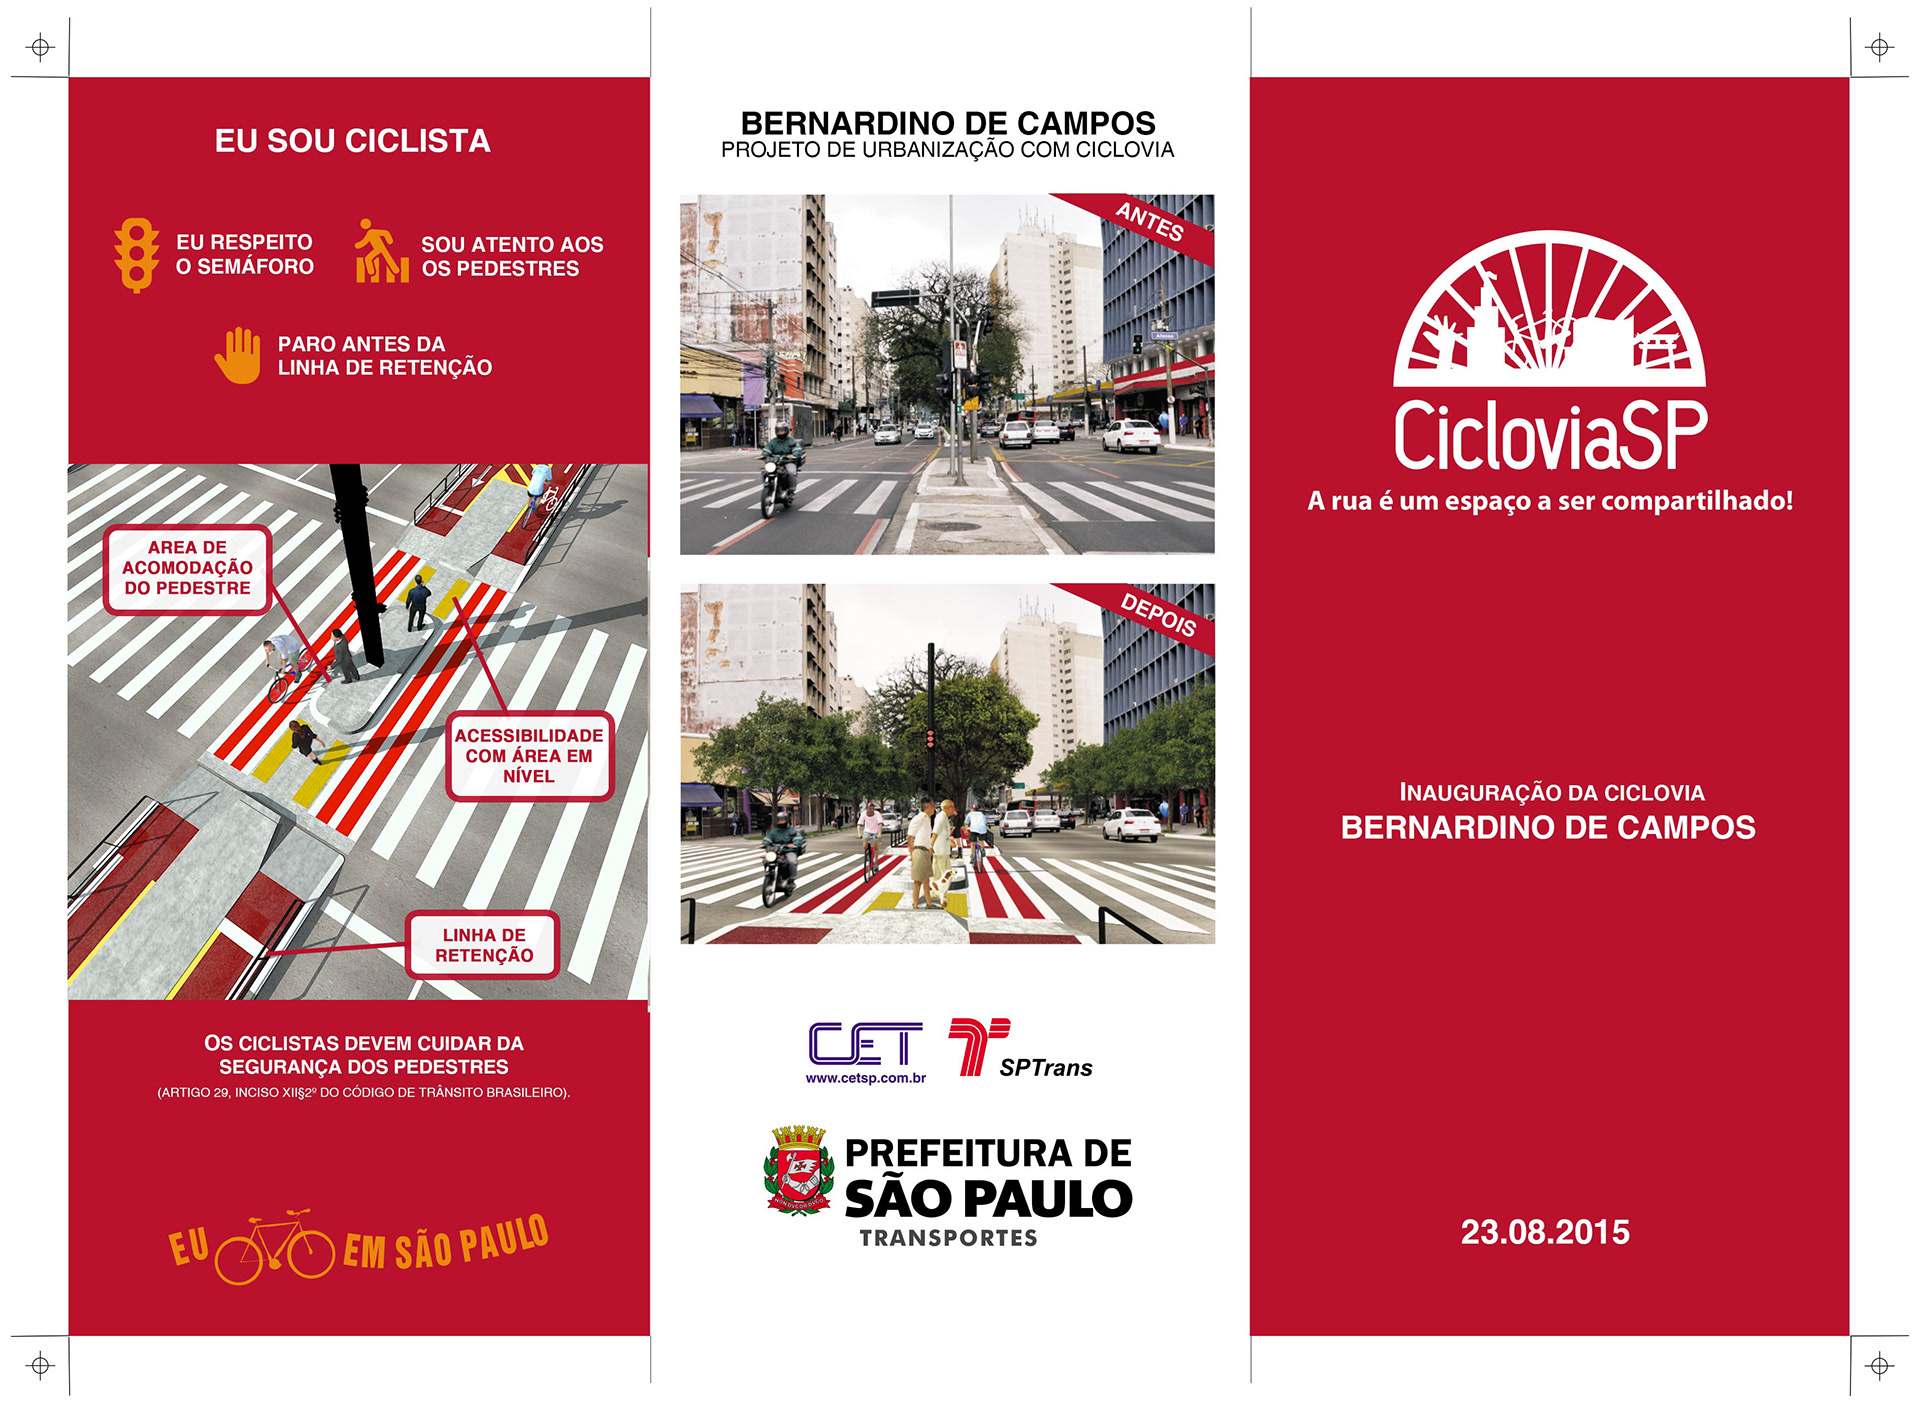 EU SOU CICLISTA
EU RESPEITO
O SEMÁFORO
SOU ATENTO AOS
OS PEDESTRES
PARO ANTES DA
LINHA DE RETENÇÃO
AREA DE
ACOMODAÇÃO
DO PEDESTRE
ACESSIBILIDADE
COM ÁREA EM
NÍVEL
LINHA DE
RETENÇÃO
OS CICLISTAS DEVEM CUIDAR DA
SEGURANÇA DOS PEDESTRES
(ARTIGO 29, INCISO XII§2º DO CÓDIGO DE TRÂNSITO BRASILEIRO).
EU EM SÃO PAULO
BERNARDINO DE CAMPOS
PROJETO DE URBANIZAÇÃO COM CICLOVIA
ANTES
DEPOIS
CET
www.cetsp.com.br
SPTrans
PREFEITURA DE
SÃO PAULO
TRANSPORTES
CicloviaSP
A rua é um espaço a ser compartilhado!
INAUGURAÇÃO DA CICLOVIA
BERNARDINO DE CAMPOS
23.08.2015